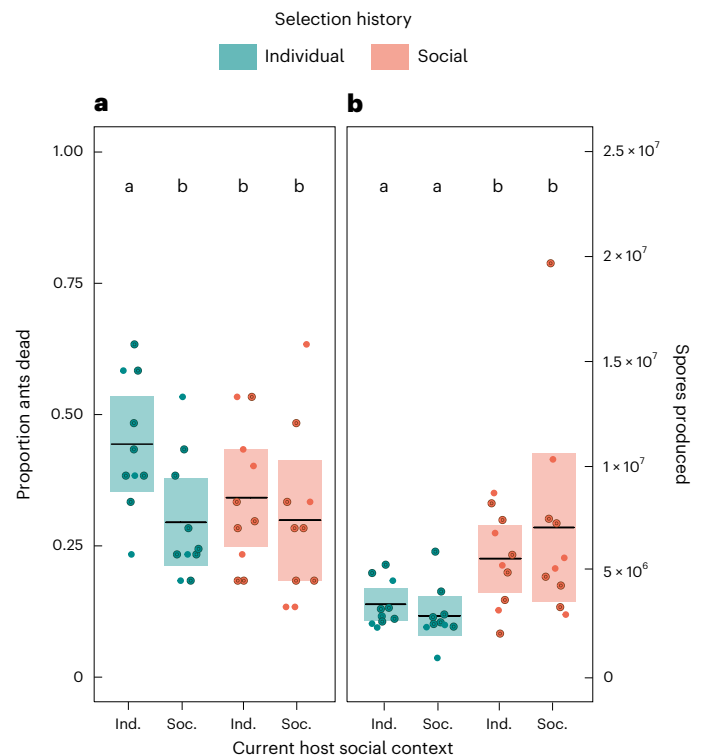 Selection history
Individual Social
a b
1.00 2.5 × 10⁷
a b b b a a b b
2 × 10⁷
0.75
1.5 × 10⁷
Proportion ants dead
Spores produced
0.50
1 × 10⁷
0.25
5 × 10⁶
0 0
Ind. Soc. Ind. Soc. Ind. Soc. Ind. Soc.
Current host social context